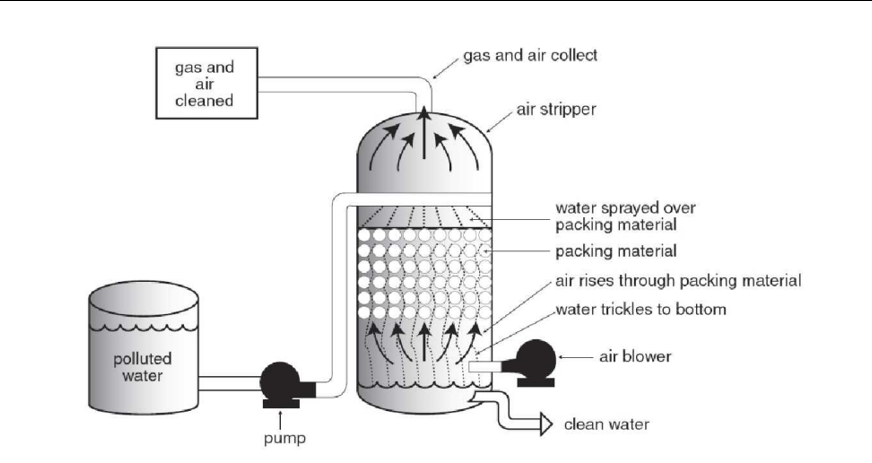 gas and
air
cleaned
gas and air collect
air stripper
water sprayed over
packing material
packing material
air rises through packing material
water trickles to bottom
air blower
polluted
water
pump
clean water